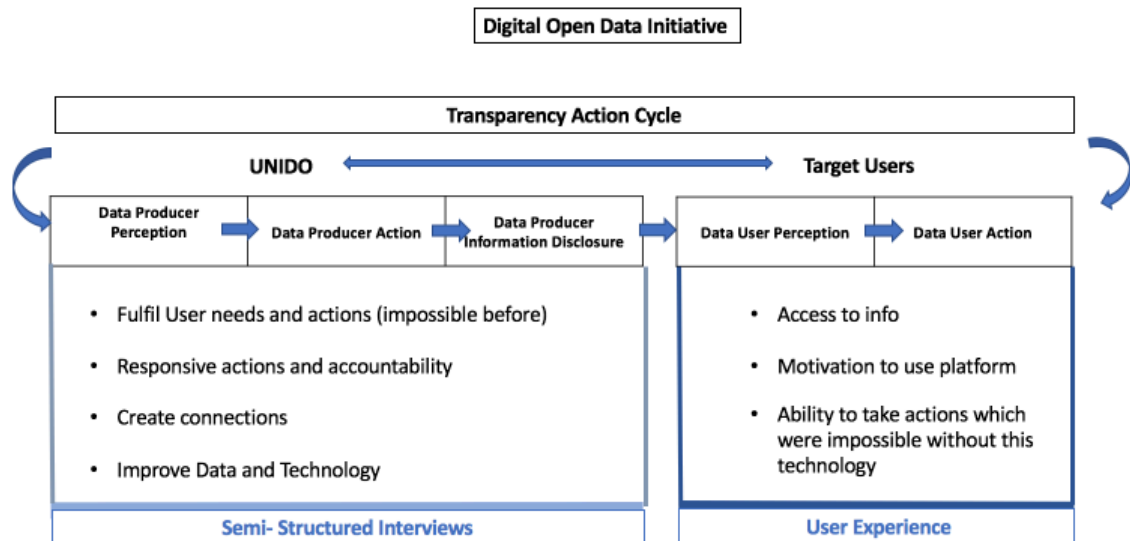 Digital Open Data Initiative
Transparency Action Cycle
UNIDO
Target Users
Data Producer
Perception
Data Producer Action
Data Producer
Information Disclosure
Data User Perception
Data User Action
• Fulfil User needs and actions (impossible before)
• Responsive actions and accountability
• Create connections
• Improve Data and Technology
• Access to info
• Motivation to use platform
• Ability to take actions which
were impossible without this
technology
Semi- Structured Interviews
User Experience